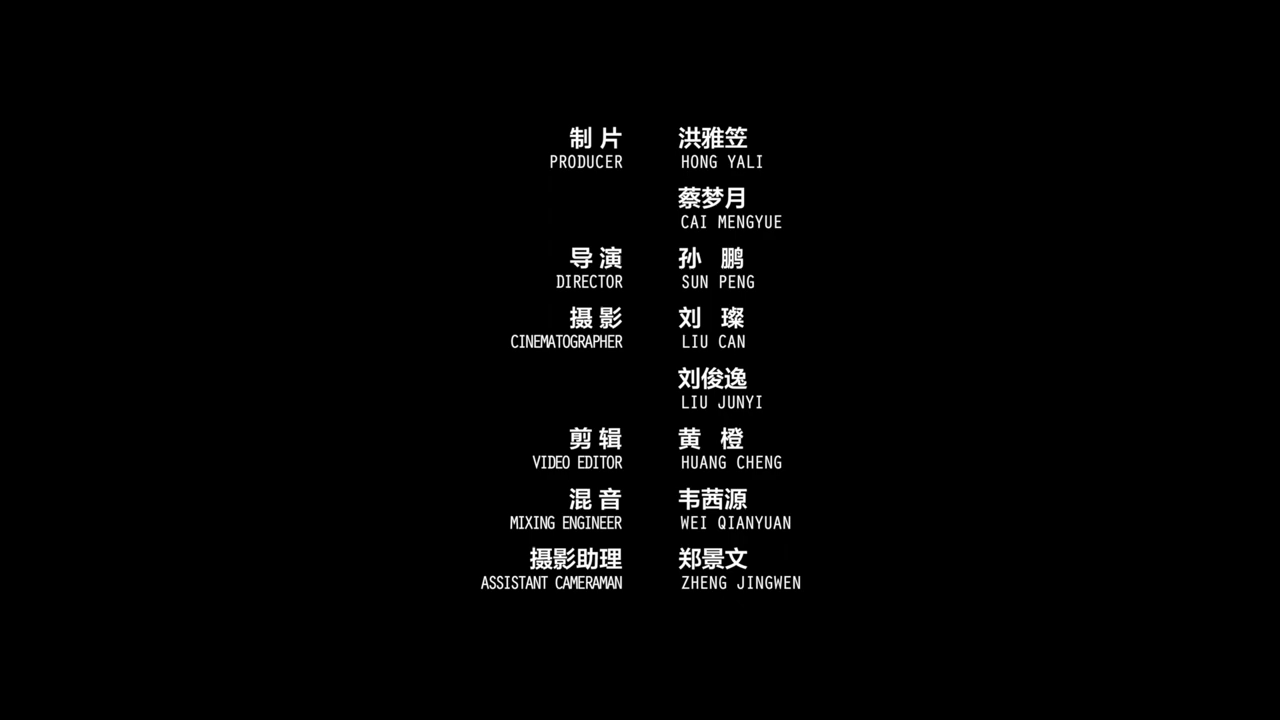 制片 洪雅笠
PRODUCER HONG YALI
蔡梦月
CAI MENGYUE
导演 孙鹏
DIRECTOR SUN PENG
摄影 刘璨
CINEMATOGRAPHER LIU CAN
刘俊逸
LIU JUNYI
剪辑 黄橙
VIDEO EDITOR HUANG CHENG
混音 韦茜源
MIXING ENGINEER WEI QIANYUAN
摄影助理 郑景文
ASSISTANT CAMERAMAN ZHENG JINGWEN